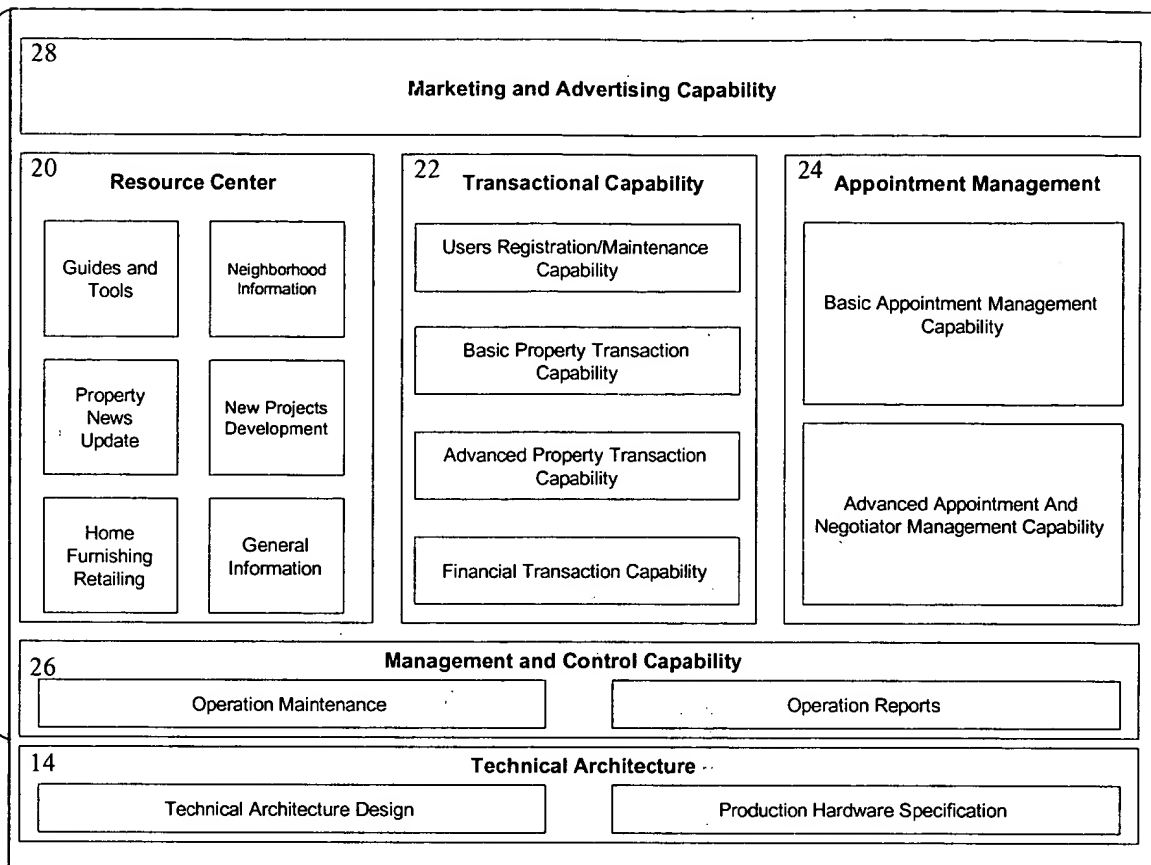 28
Marketing and Advertising Capability
20
Resource Center
Guides and
Tools
Neighborhood
Information
Property
News
Update
New Projects
Development
Home
Furnishing
Retailing
General
Information
22
Transactional Capability
Users Registration/Maintenance
Capability
Basic Property Transaction
Capability
Advanced Property Transaction
Capability
Financial Transaction Capability
24
Appointment Management
Basic Appointment Management
Capability
Advanced Appointment And
Negotiator Management Capability
26
Management and Control Capability
Operation Maintenance
Operation Reports
14
Technical Architecture
Technical Architecture Design
Production Hardware Specification